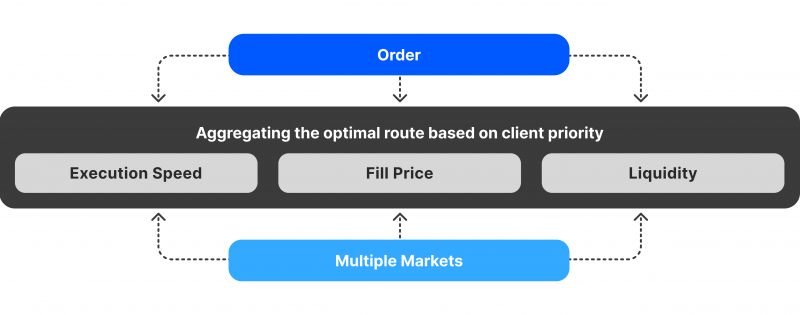 Order
Aggregating the optimal route based on client priority
Execution Speed
Fill Price
Liquidity
Multiple Markets